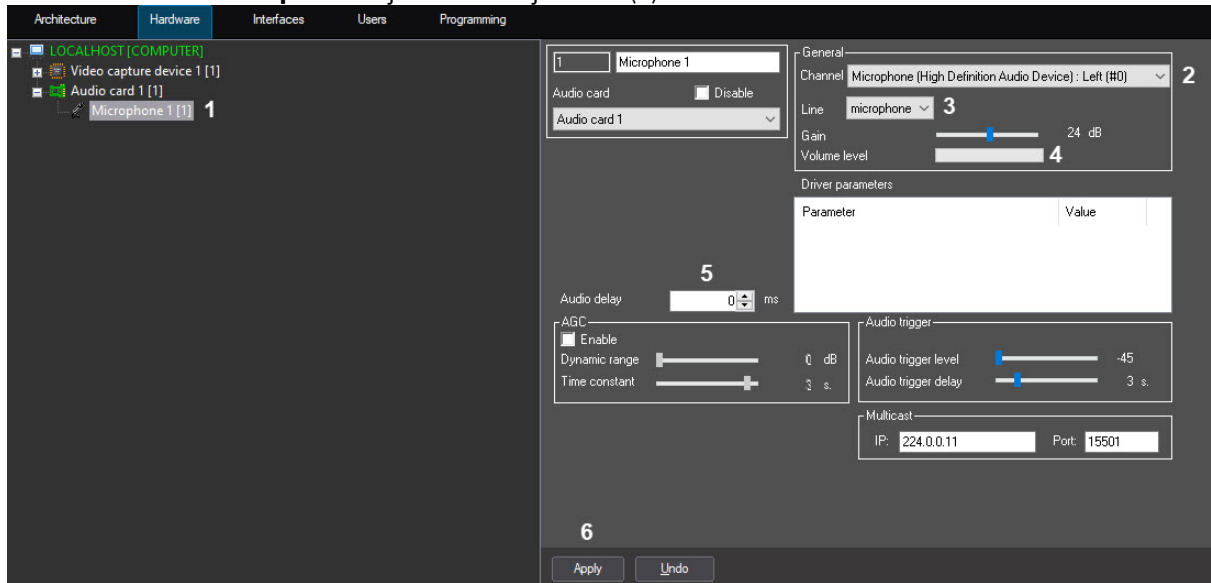 Architecture Hardware Interfaces Users Programming
LOCALHOST [COMPUTER]
Video capture device 1 [1]
Audio card 1 [1]
Microphone 1 [1] 1
1 Microphone 1
Audio card Disable
Audio card 1
General
Channel Microphone (High Definition Audio Device) : Left (#0) 2
Line microphone 3
Gain 24 dB
Volume level 4
Driver parameters
Parameter Value
5
Audio delay 0 ms
AGC
Enable
Dynamic range 0 dB
Time constant 3 s.
Audio trigger
Audio trigger level -45
Audio trigger delay 3 s.
Multicast
IP: 224.0.0.11 Port: 15501
6
Apply Undo